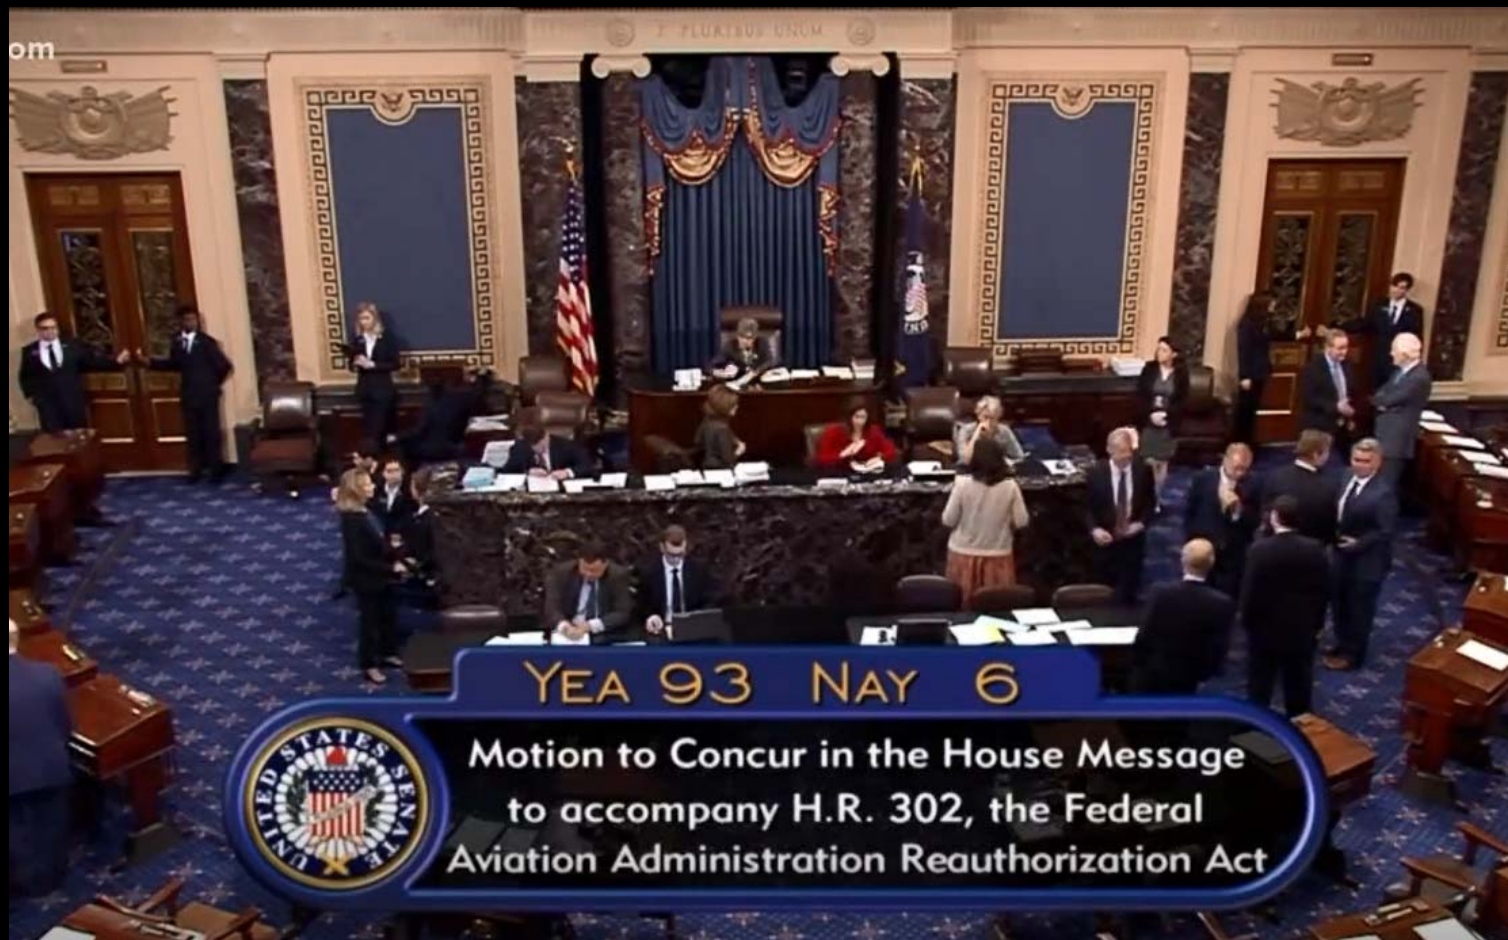 om
E PLURIBUS UNUM
YEA 93 NAY 6
UNITED STATES SENATE
Motion to Concur in the House Message
to accompany H.R. 302, the Federal
Aviation Administration Reauthorization Act